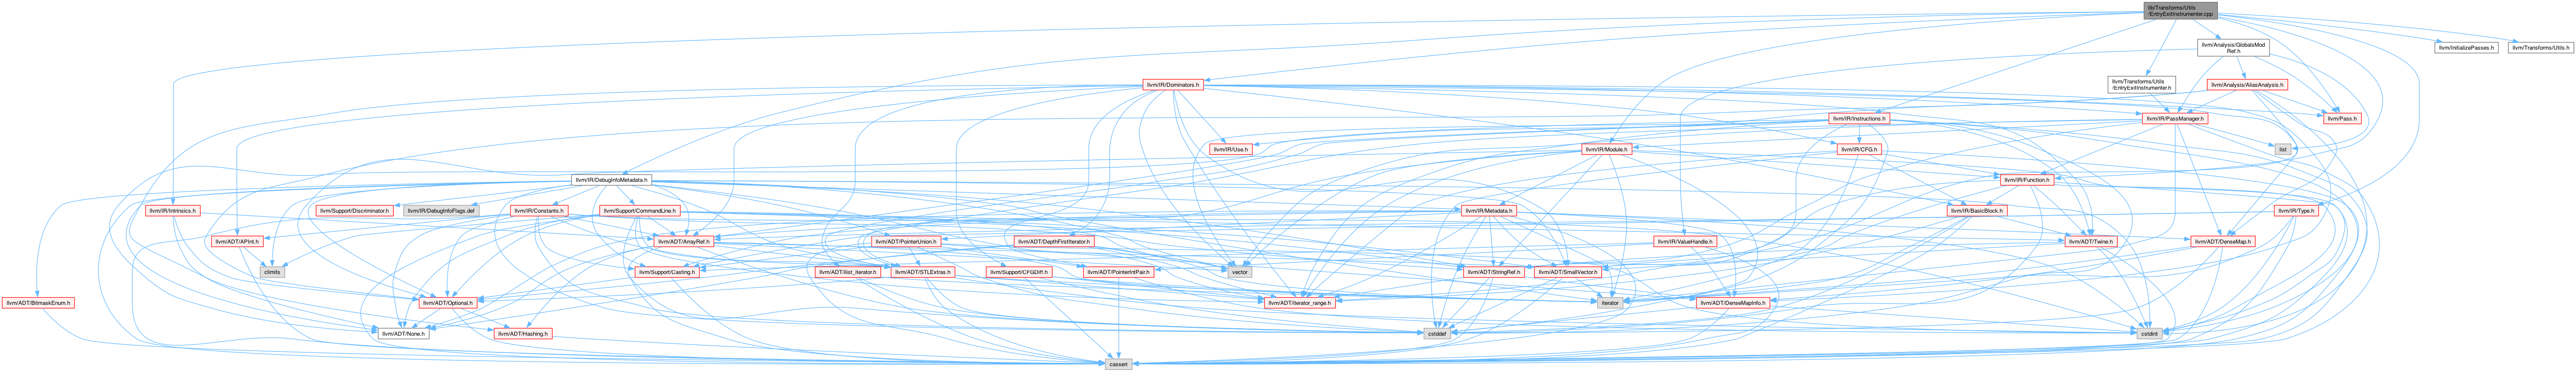 lib/Transforms/Utils
/EntryExitInstrumenter.cpp
llvm/Analysis/GlobalsMod
Ref.h
llvm/InitializePasses.h
llvm/Transforms/Utils.h
llvm/IR/Dominators.h
llvm/Transforms/Utils
/EntryExitInstrumenter.h
llvm/Analysis/AliasAnalysis.h
llvm/IR/Instructions.h
llvm/IR/PassManager.h
llvm/Pass.h
llvm/IR/Use.h
llvm/IR/Module.h
llvm/IR/CFG.h
list
llvm/IR/DebugInfoMetadata.h
llvm/IR/Function.h
llvm/IR/Intrinsics.h
llvm/Support/Discriminator.h
llvm/IR/DebugInfoFlags.def
llvm/IR/Constants.h
llvm/Support/CommandLine.h
llvm/IR/Metadata.h
llvm/IR/BasicBlock.h
llvm/IR/Type.h
llvm/ADT/APInt.h
llvm/ADT/ArrayRef.h
llvm/ADT/PointerUnion.h
llvm/ADT/DepthFirstIterator.h
llvm/IR/ValueHandle.h
llvm/ADT/Twine.h
llvm/ADT/DenseMap.h
climits
llvm/Support/Casting.h
llvm/ADT/ilist_iterator.h
llvm/ADT/STLExtras.h
llvm/Support/CFGDiff.h
llvm/ADT/PointerIntPair.h
vector
llvm/ADT/StringRef.h
llvm/ADT/SmallVector.h
llvm/ADT/BitmaskEnum.h
llvm/ADT/Optional.h
llvm/ADT/iterator_range.h
iterator
llvm/ADT/DenseMapInfo.h
llvm/ADT/None.h
llvm/ADT/Hashing.h
cstddef
cstdint
cassert